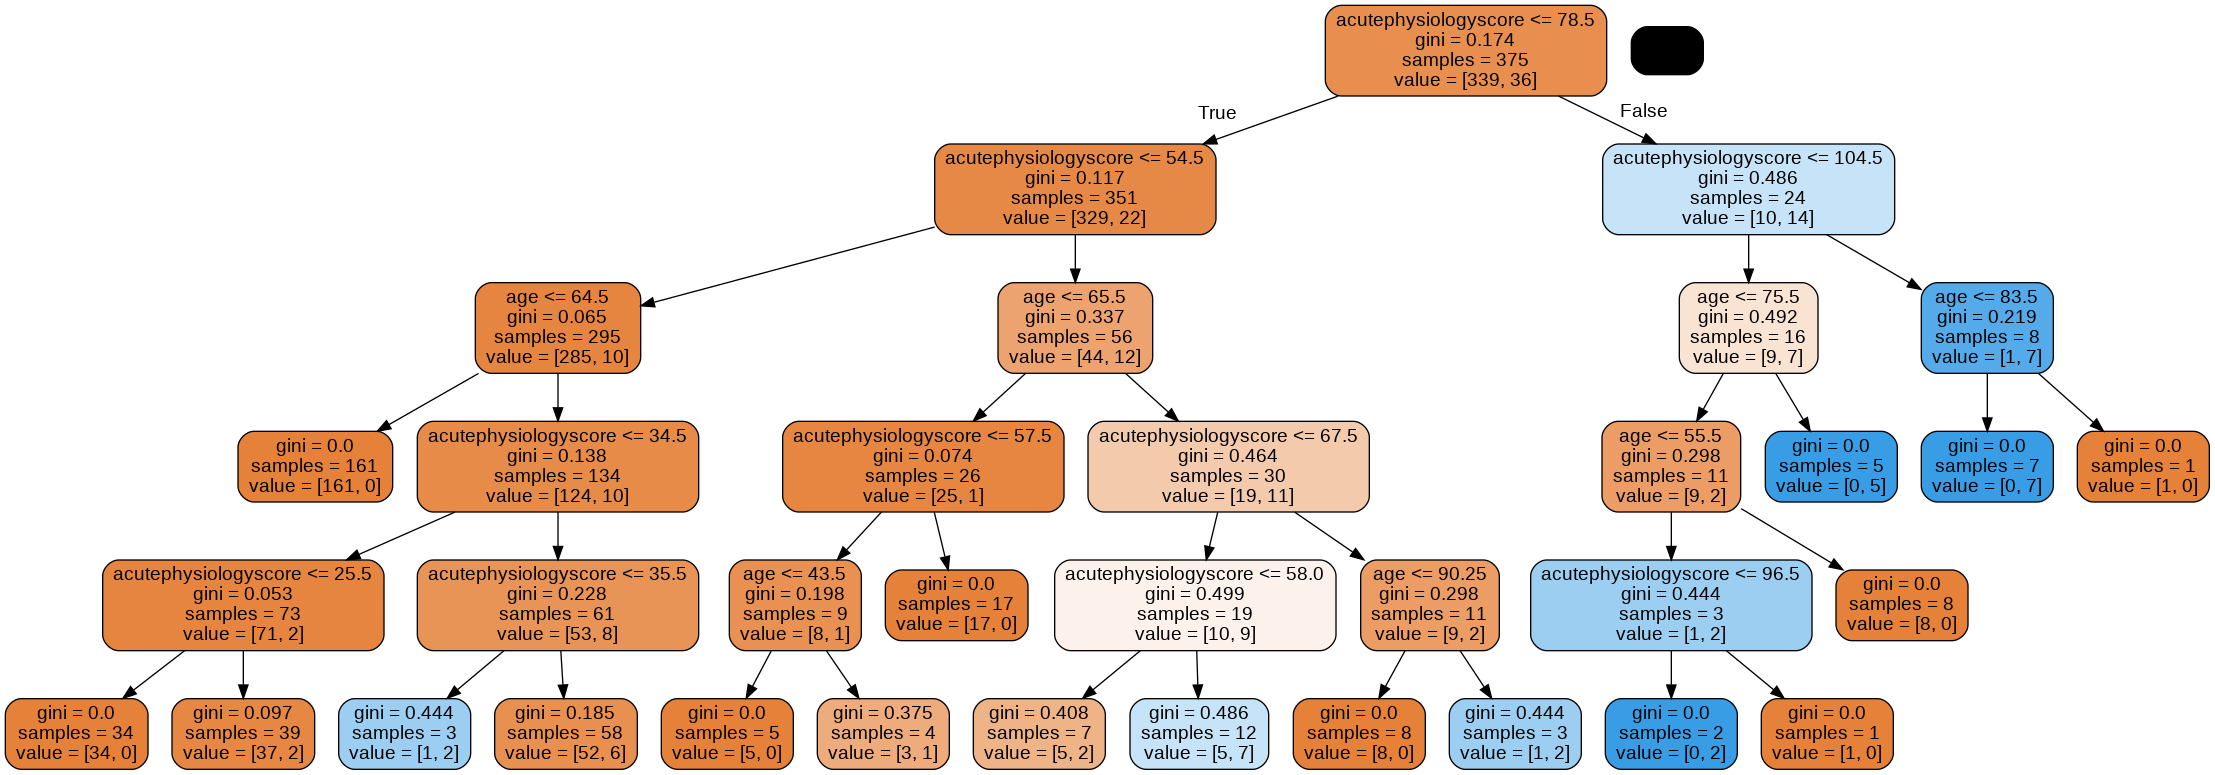 acutephysiologyscore <= 78.5
gini = 0.174
samples = 375
value = [339, 36]
True
False
acutephysiologyscore <= 54.5
gini = 0.117
samples = 351
value = [329, 22]
acutephysiologyscore <= 104.5
gini = 0.486
samples = 24
value = [10, 14]
age <= 64.5
gini = 0.065
samples = 295
value = [285, 10]
age <= 65.5
gini = 0.337
samples = 56
value = [44, 12]
age <= 75.5
gini = 0.492
samples = 16
value = [9, 7]
age <= 83.5
gini = 0.219
samples = 8
value = [1, 7]
gini = 0.0
samples = 161
value = [161, 0]
acutephysiologyscore <= 34.5
gini = 0.138
samples = 134
value = [124, 10]
acutephysiologyscore <= 57.5
gini = 0.074
samples = 26
value = [25, 1]
acutephysiologyscore <= 67.5
gini = 0.464
samples = 30
value = [19, 11]
age <= 55.5
gini = 0.298
samples = 11
value = [9, 2]
gini = 0.0
samples = 5
value = [0, 5]
gini = 0.0
samples = 7
value = [0, 7]
gini = 0.0
samples = 1
value = [1, 0]
acutephysiologyscore <= 25.5
gini = 0.053
samples = 73
value = [71, 2]
acutephysiologyscore <= 35.5
gini = 0.228
samples = 61
value = [53, 8]
age <= 43.5
gini = 0.198
samples = 9
value = [8, 1]
gini = 0.0
samples = 17
value = [17, 0]
acutephysiologyscore <= 58.0
gini = 0.499
samples = 19
value = [10, 9]
age <= 90.25
gini = 0.298
samples = 11
value = [9, 2]
acutephysiologyscore <= 96.5
gini = 0.444
samples = 3
value = [1, 2]
gini = 0.0
samples = 8
value = [8, 0]
gini = 0.0
samples = 34
value = [34, 0]
gini = 0.097
samples = 39
value = [37, 2]
gini = 0.444
samples = 3
value = [1, 2]
gini = 0.185
samples = 58
value = [52, 6]
gini = 0.0
samples = 5
value = [5, 0]
gini = 0.375
samples = 4
value = [3, 1]
gini = 0.408
samples = 7
value = [5, 2]
gini = 0.486
samples = 12
value = [5, 7]
gini = 0.0
samples = 8
value = [8, 0]
gini = 0.444
samples = 3
value = [1, 2]
gini = 0.0
samples = 2
value = [0, 2]
gini = 0.0
samples = 1
value = [1, 0]